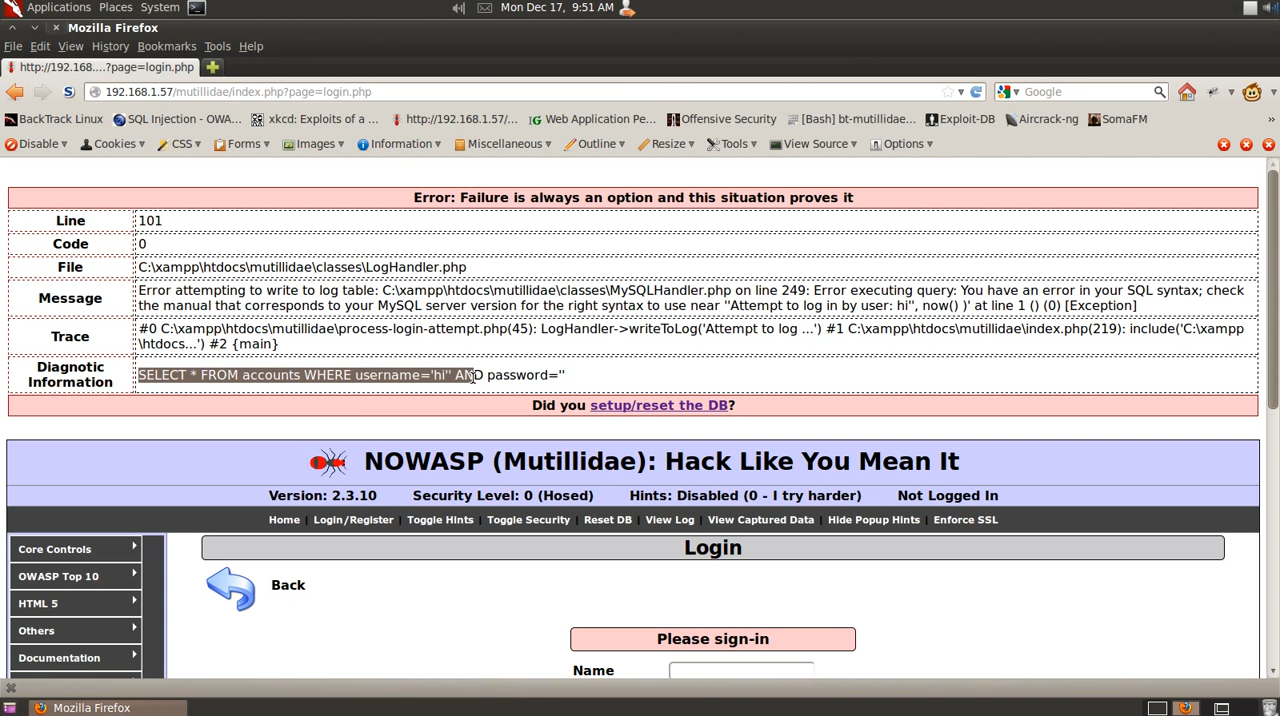 Applications Places System Mon Dec 17, 9:51 AM
Mozilla Firefox
File Edit View History Bookmarks Tools Help
http://192.168....?page=login.php
192.168.1.57/mutillidae/index.php?page=login.php Google
BackTrack Linux SQL Injection - OWA... xkcd: Exploits of a ... http://192.168.1.57/... Web Application Pe... Offensive Security [Bash] bt-mutillidae... Exploit-DB Aircrack-ng SomaFM »
Disable Cookies CSS Forms Images Information Miscellaneous Outline Resize Tools View Source Options
Error: Failure is always an option and this situation proves it
Line 101
Code 0
File C:\xampp\htdocs\mutillidae\classes\LogHandler.php
Message Error attempting to write to log table: C:\xampp\htdocs\mutillidae\classes\MySQLHandler.php on line 249: Error executing query: You have an error in your SQL syntax; check
the manual that corresponds to your MySQL server version for the right syntax to use near ''Attempt to log in by user: hi'', now() )' at line 1 () (0) [Exception]
Trace #0 C:\xampp\htdocs\mutillidae\process-login-attempt.php(45): LogHandler->writeToLog('Attempt to log ...') #1 C:\xampp\htdocs\mutillidae\index.php(219): include('C:\xampp
\htdocs...') #2 {main}
Diagnostic
Information SELECT * FROM accounts WHERE username='hi'' AND password=''
Did you setup/reset the DB?
NOWASP (Mutillidae): Hack Like You Mean It
Version: 2.3.10 Security Level: 0 (Hosed) Hints: Disabled (0 - I try harder) Not Logged In
Home Login/Register Toggle Hints Toggle Security Reset DB View Log View Captured Data Hide Popup Hints Enforce SSL
Core Controls
OWASP Top 10
HTML 5
Others
Documentation
Login
Back
Please sign-in
Name
Mozilla Firefox